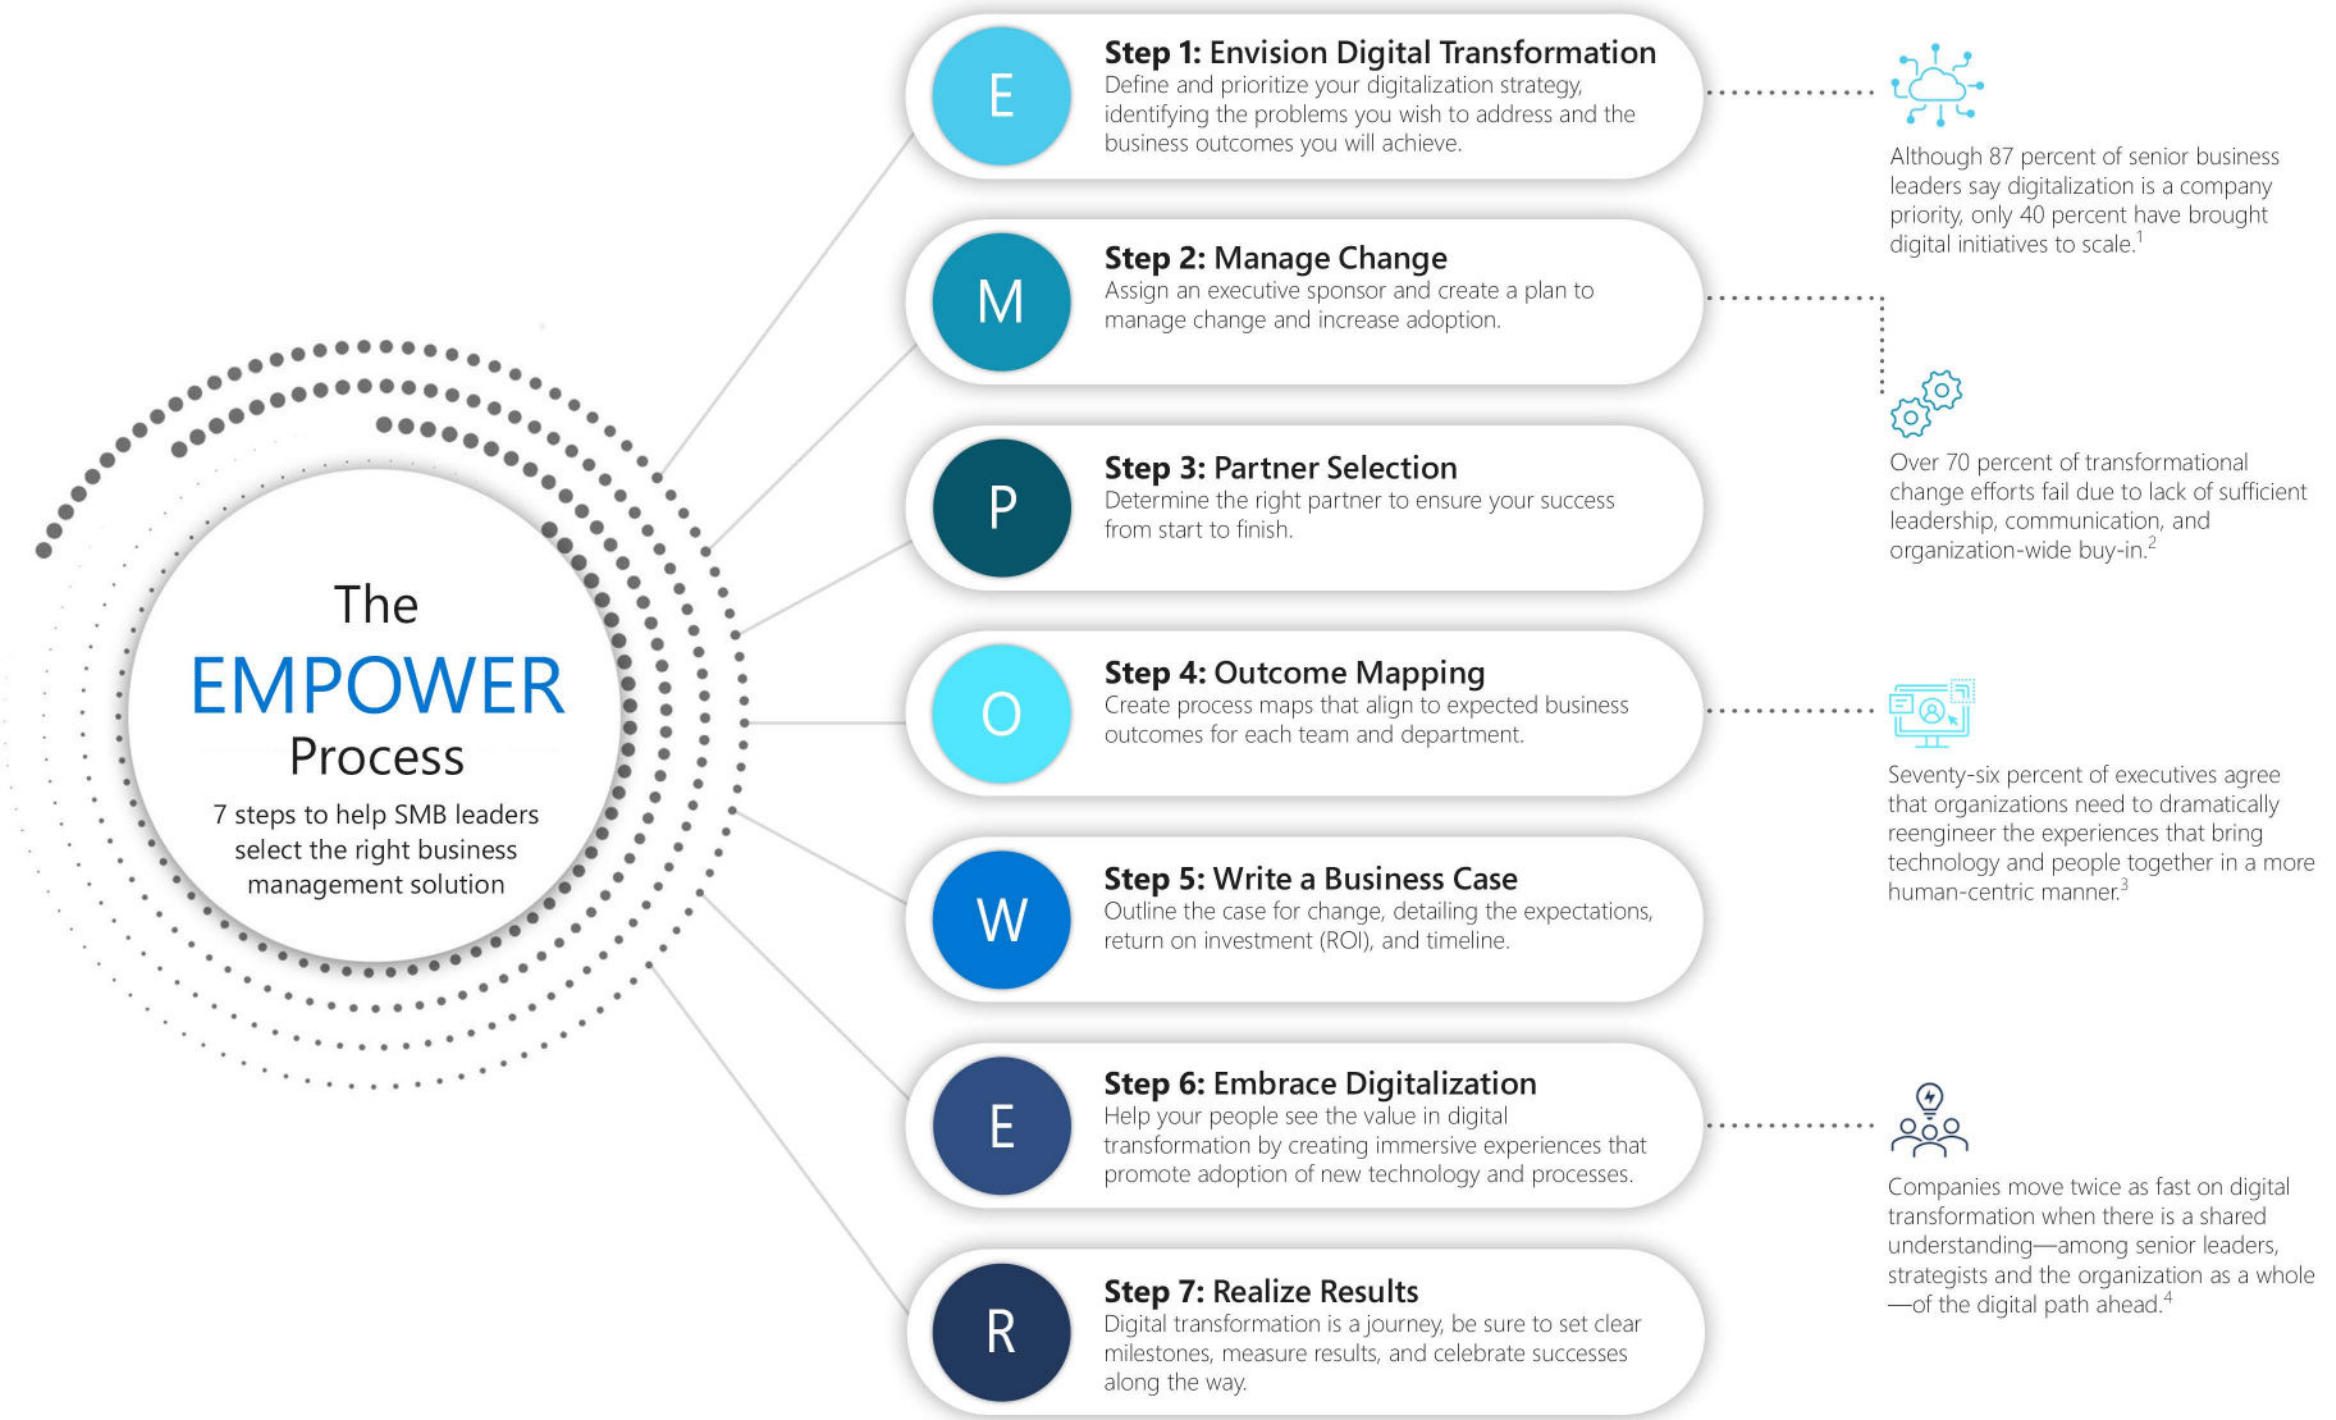 The
EMPOWER
Process
7 steps to help SMB leaders
select the right business
management solution
E
Step 1: Envision Digital Transformation
Define and prioritize your digitalization strategy,
identifying the problems you wish to address and the
business outcomes you will achieve.
Although 87 percent of senior business
leaders say digitalization is a company
priority, only 40 percent have brought
digital initiatives to scale.1
M
Step 2: Manage Change
Assign an executive sponsor and create a plan to
manage change and increase adoption.
Over 70 percent of transformational
change efforts fail due to lack of sufficient
leadership, communication, and
organization-wide buy-in.2
P
Step 3: Partner Selection
Determine the right partner to ensure your success
from start to finish.
O
Step 4: Outcome Mapping
Create process maps that align to expected business
outcomes for each team and department.
Seventy-six percent of executives agree
that organizations need to dramatically
reengineer the experiences that bring
technology and people together in a more
human-centric manner.3
W
Step 5: Write a Business Case
Outline the case for change, detailing the expectations,
return on investment (ROI), and timeline.
E
Step 6: Embrace Digitalization
Help your people see the value in digital
transformation by creating immersive experiences that
promote adoption of new technology and processes.
Companies move twice as fast on digital
transformation when there is a shared
understanding—among senior leaders,
strategists and the organization as a whole
—of the digital path ahead.4
R
Step 7: Realize Results
Digital transformation is a journey, be sure to set clear
milestones, measure results, and celebrate successes
along the way.